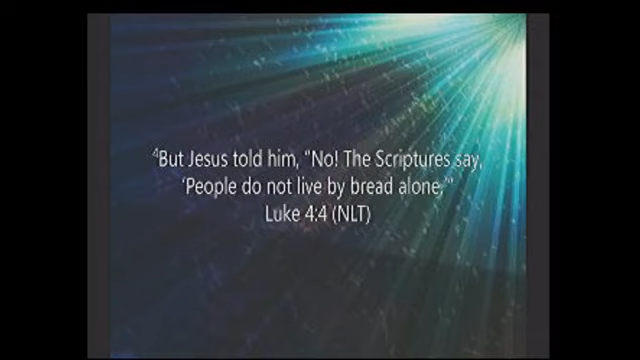 ⁴But Jesus told him, “No! The Scriptures say,
‘People do not live by bread alone.’”
Luke 4:4 (NLT)